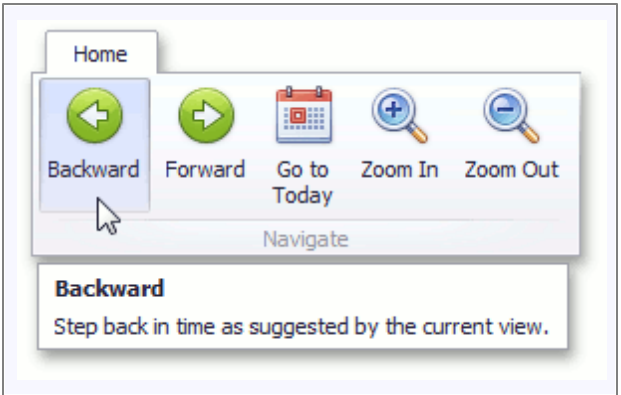 Home
Backward Forward Go to Today Zoom In Zoom Out
Navigate
Backward
Step back in time as suggested by the current view.